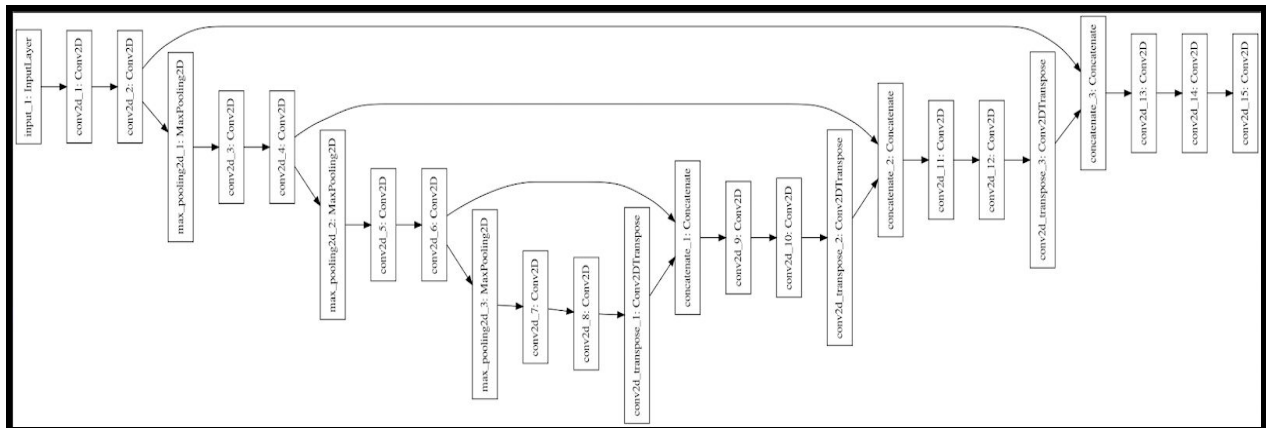 input_1: InputLayer
conv2d_1: Conv2D
conv2d_2: Conv2D
max_pooling2d_1: MaxPooling2D
conv2d_3: Conv2D
conv2d_4: Conv2D
max_pooling2d_2: MaxPooling2D
conv2d_5: Conv2D
conv2d_6: Conv2D
max_pooling2d_3: MaxPooling2D
conv2d_7: Conv2D
conv2d_8: Conv2D
conv2d_transpose_1: Conv2DTranspose
concatenate_1: Concatenate
conv2d_9: Conv2D
conv2d_10: Conv2D
conv2d_transpose_2: Conv2DTranspose
concatenate_2: Concatenate
conv2d_11: Conv2D
conv2d_12: Conv2D
conv2d_transpose_3: Conv2DTranspose
concatenate_3: Concatenate
conv2d_13: Conv2D
conv2d_14: Conv2D
conv2d_15: Conv2D